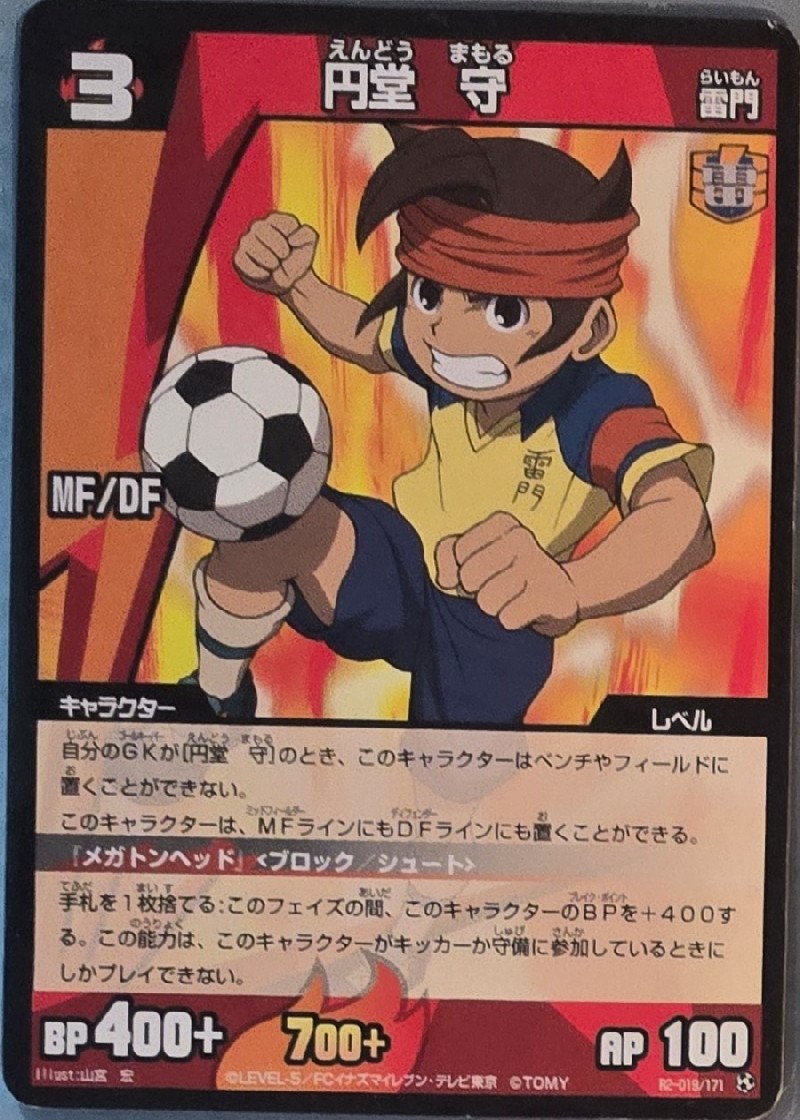 3
えんどう まもる
円堂 守
らいもん
雷門
雷門
MF/DF
キャラクター
レベル
自分のGKが[円堂 守]のとき、このキャラクターはベンチやフィールドに
置くことができない。
このキャラクターは、MFラインにもDFラインにも置くことができる。
『メガトンヘッド』<ブロック/シュート>
手札を1枚捨てる:このフェイズの間、このキャラクターのBPを+400す
る。この能力は、このキャラクターがキッカーか守備に参加しているときに
しかプレイできない。
BP 400+ 700+ AP 100
Illust:山宮 宏
©LEVEL-5/FCイナズマイレブン・テレビ東京 ©TOMY
R2-019/171